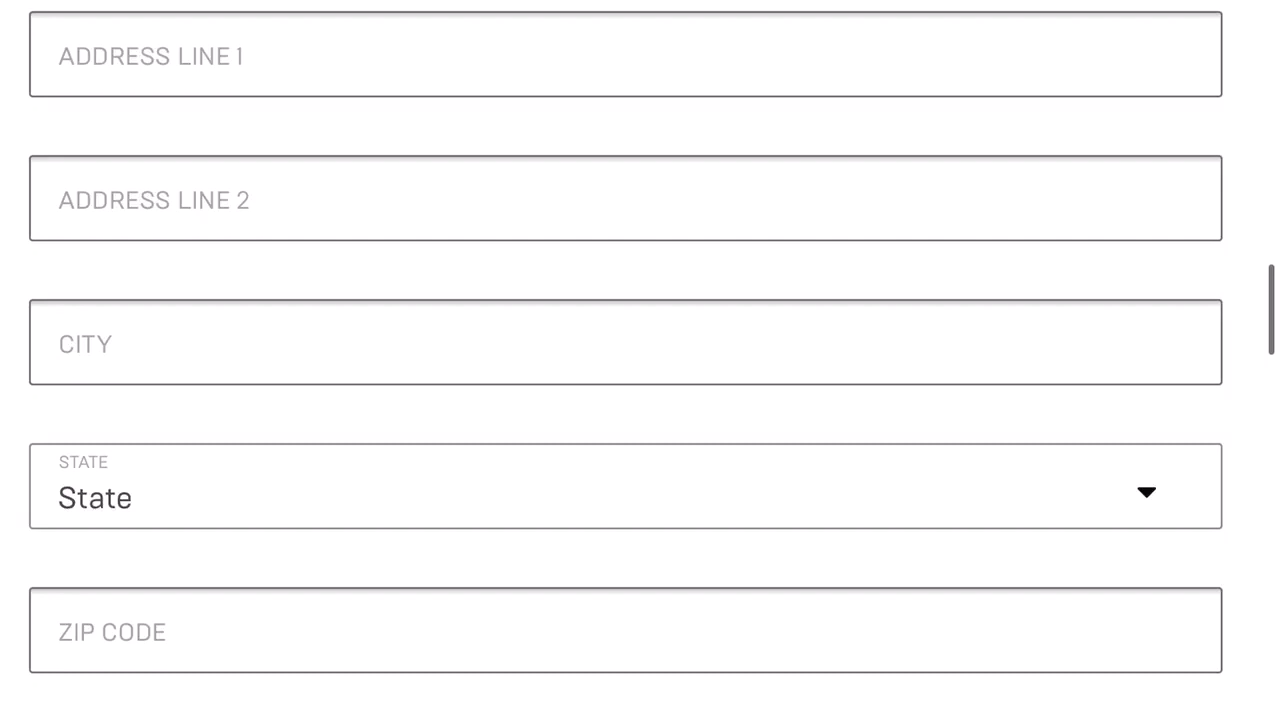 ADDRESS LINE 1
ADDRESS LINE 2
CITY
STATE
State
ZIP CODE